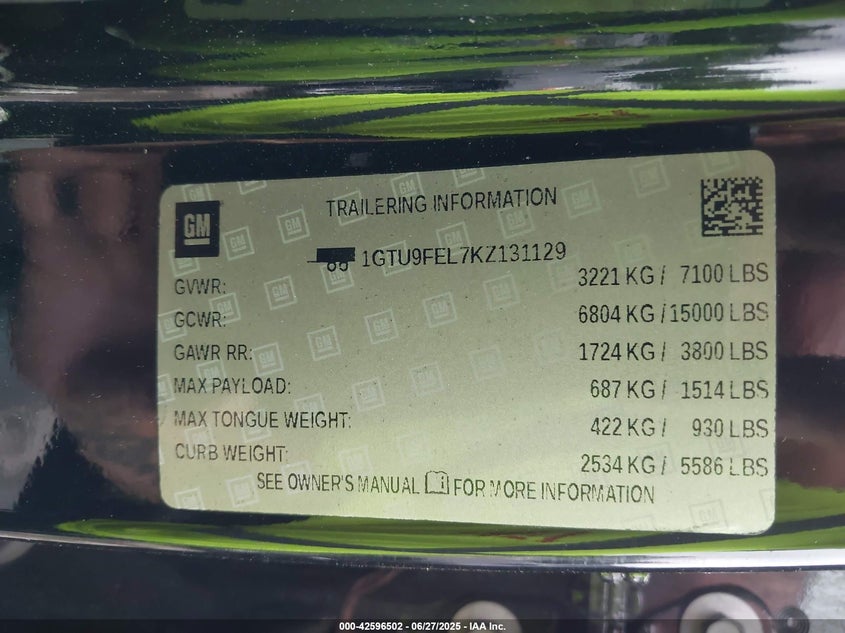 GM
TRAILERING INFORMATION
1GTU9FEL7KZ131129
GVWR: 3221 KG / 7100 LBS
GCWR: 6804 KG / 15000 LBS
GAWR RR: 1724 KG / 3800 LBS
MAX PAYLOAD: 687 KG / 1514 LBS
MAX TONGUE WEIGHT: 422 KG / 930 LBS
CURB WEIGHT: 2534 KG / 5586 LBS
SEE OWNER'S MANUAL FOR MORE INFORMATION
000-42596502 - 06/27/2025 - IAA Inc.